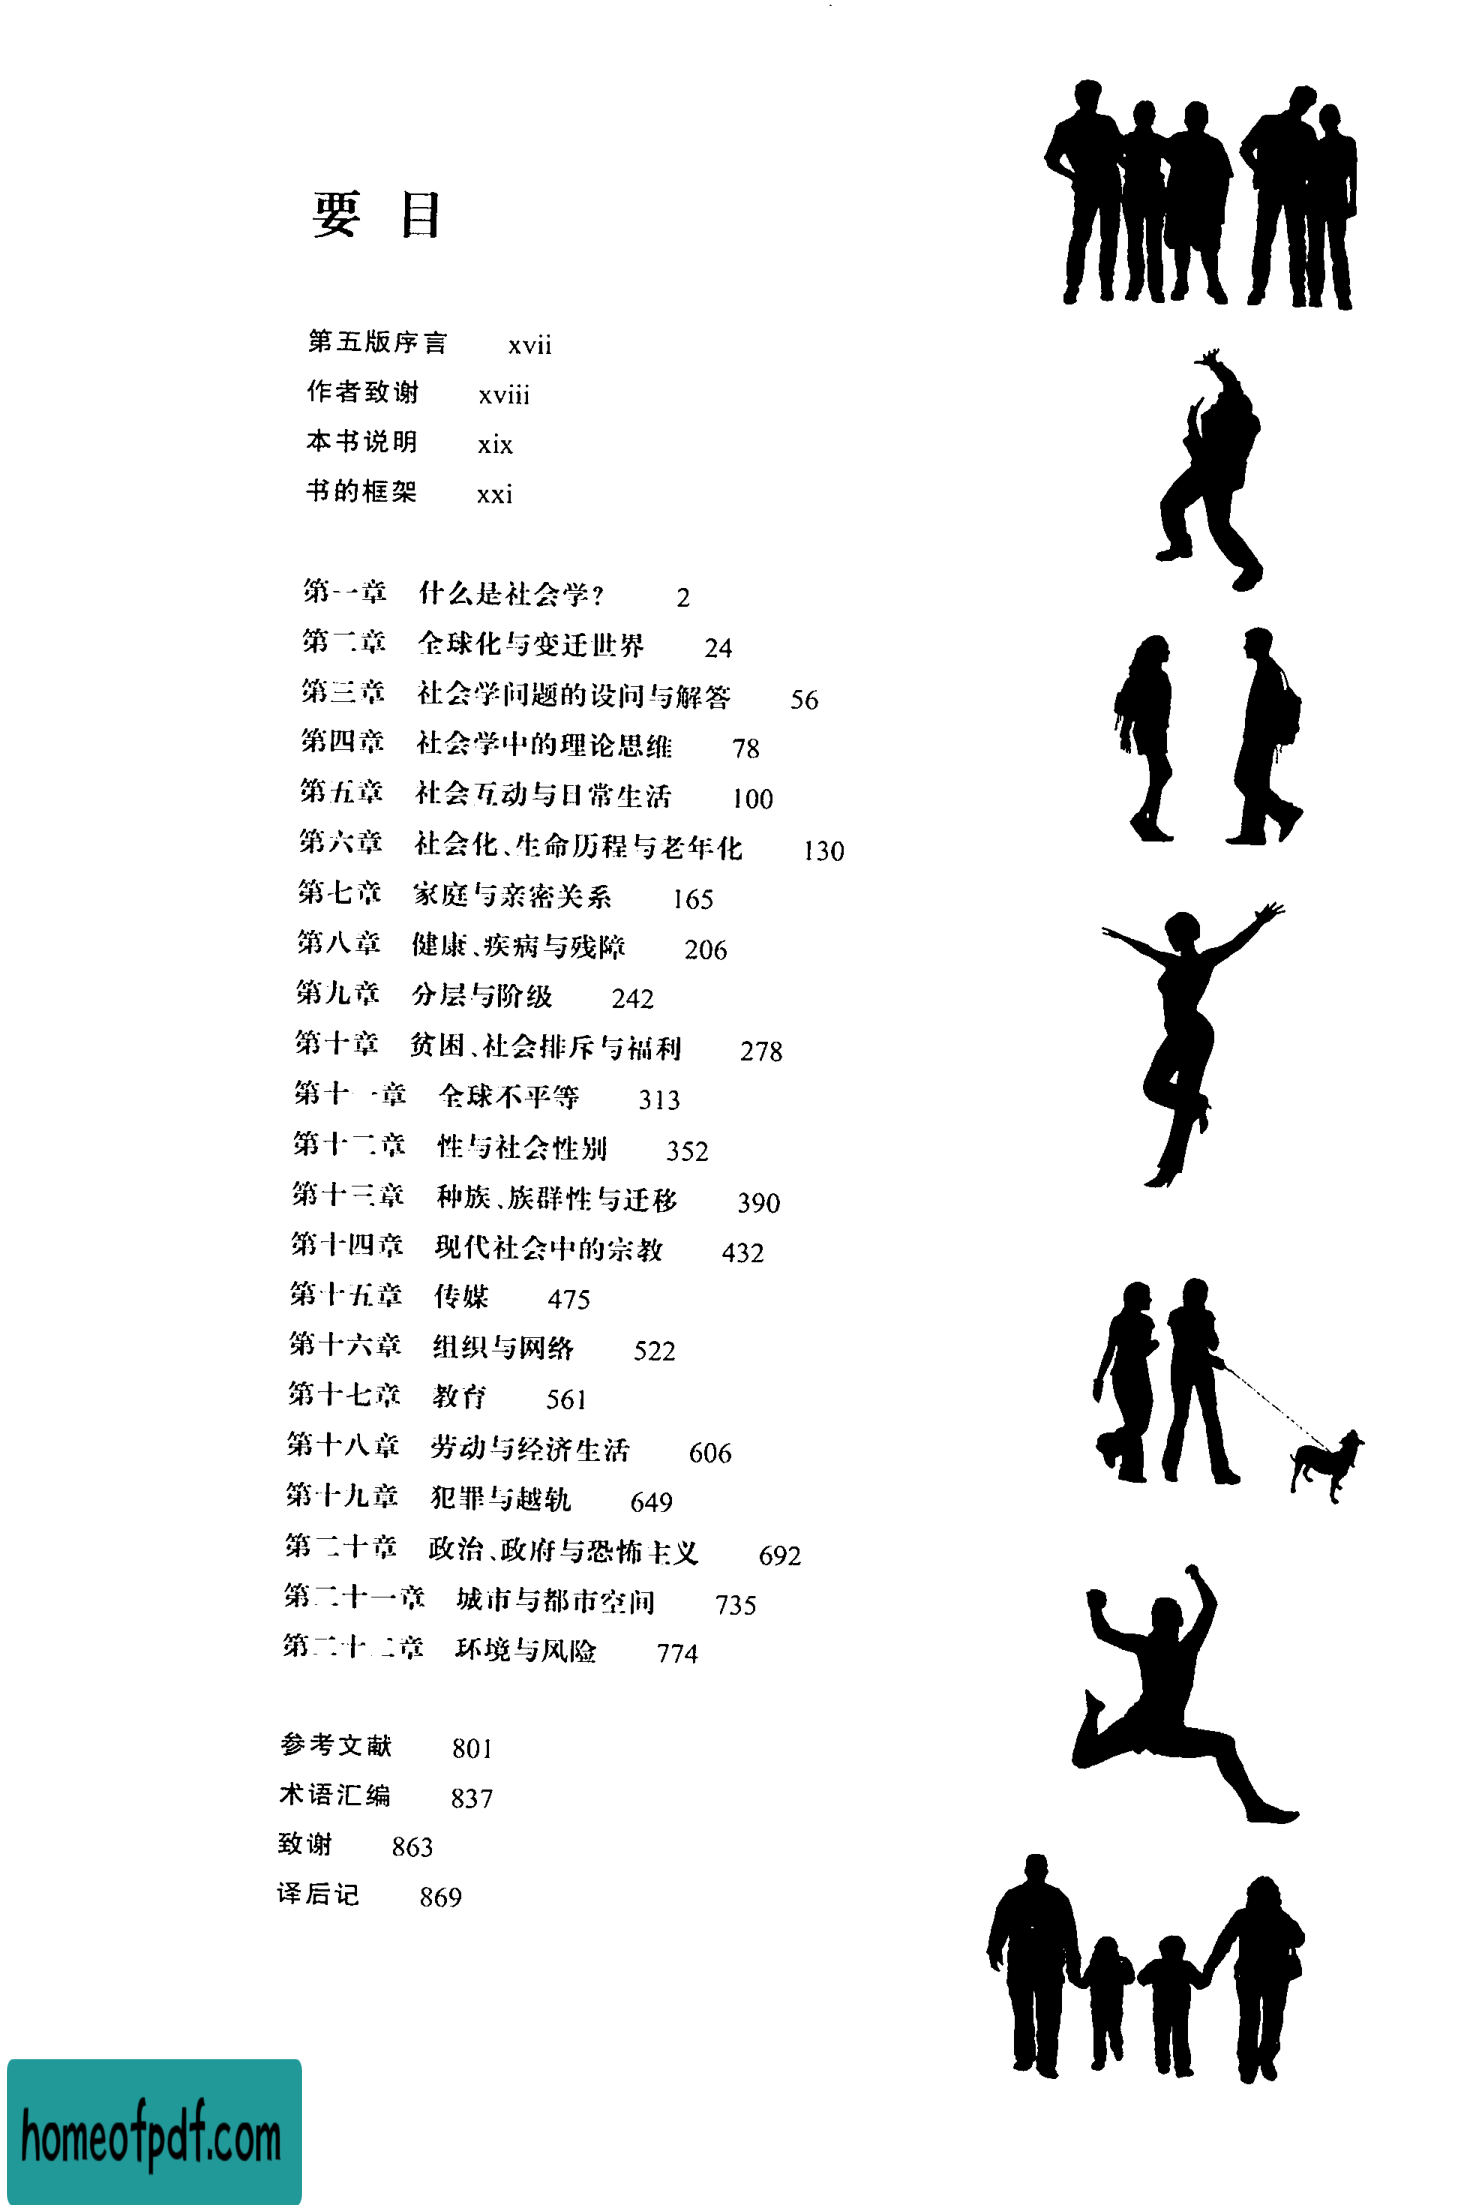 要 目
第五版序言 xvii
作者致谢 xviii
本书说明 xix
书的框架 xxi
第一章 什么是社会学? 2
第二章 全球化与变迁世界 24
第三章 社会学问题的设问与解答 56
第四章 社会学中的理论思维 78
第五章 社会互动与日常生活 100
第六章 社会化、生命历程与老年化 130
第七章 家庭与亲密关系 165
第八章 健康、疾病与残障 206
第九章 分层与阶级 242
第十章 贫困、社会排斥与福利 278
第十一章 全球不平等 313
第十二章 性与社会性别 352
第十三章 种族、族群性与迁移 390
第十四章 现代社会中的宗教 432
第十五章 传媒 475
第十六章 组织与网络 522
第十七章 教育 561
第十八章 劳动与经济生活 606
第十九章 犯罪与越轨 649
第二十章 政治、政府与恐怖主义 692
第二十一章 城市与都市空间 735
第二十二章 环境与风险 774
参考文献 801
术语汇编 837
致谢 863
译后记 869
homeofpdf.com